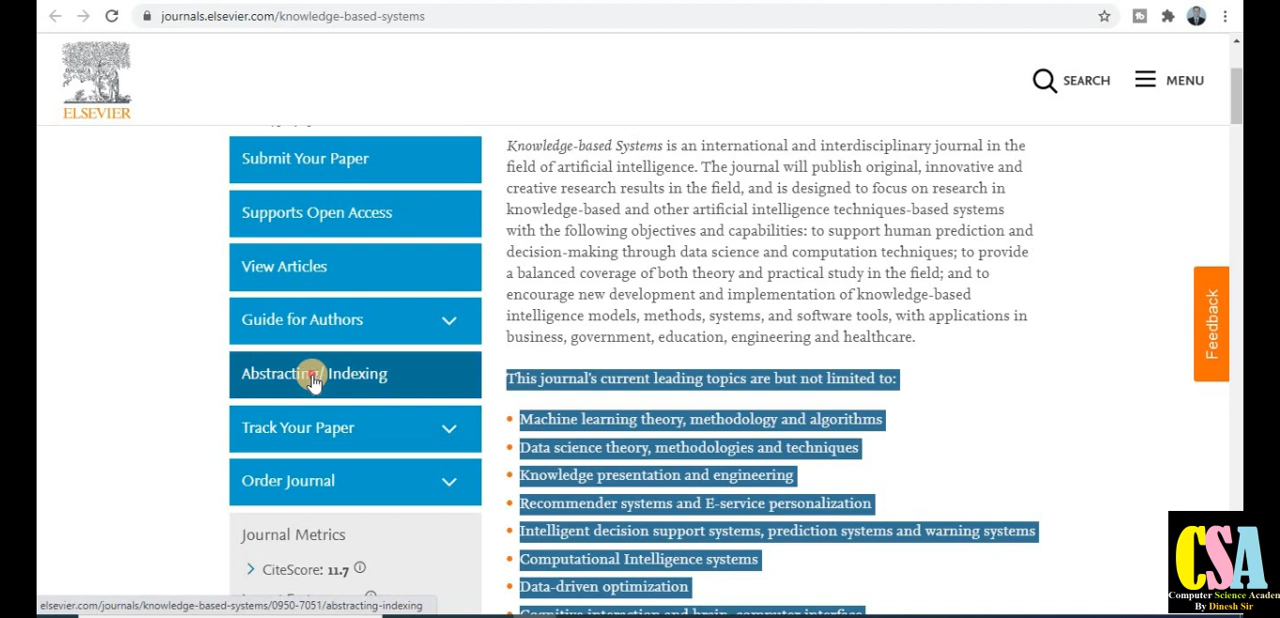 journals.elsevier.com/knowledge-based-systems
ELSEVIER
SEARCH
MENU
Submit Your Paper
Supports Open Access
View Articles
Guide for Authors
Abstracting/ Indexing
Track Your Paper
Order Journal
Journal Metrics
CiteScore: 11.7
elsevier.com/journals/knowledge-based-systems/0950-7051/abstracting-indexing
Knowledge-based Systems is an international and interdisciplinary journal in the
field of artificial intelligence. The journal will publish original, innovative and
creative research results in the field, and is designed to focus on research in
knowledge-based and other artificial intelligence techniques-based systems
with the following objectives and capabilities: to support human prediction and
decision-making through data science and computation techniques; to provide
a balanced coverage of both theory and practical study in the field; and to
encourage new development and implementation of knowledge-based
intelligence models, methods, systems, and software tools, with applications in
business, government, education, engineering and healthcare.
This journal's current leading topics are but not limited to:
Machine learning theory, methodology and algorithms
Data science theory, methodologies and techniques
Knowledge presentation and engineering
Recommender systems and E-service personalization
Intelligent decision support systems, prediction systems and warning systems
Computational Intelligence systems
Data-driven optimization
Cognitive interaction and brain-computer interface
Feedback
CSA
Computer Science Academ
By Dinesh Sir